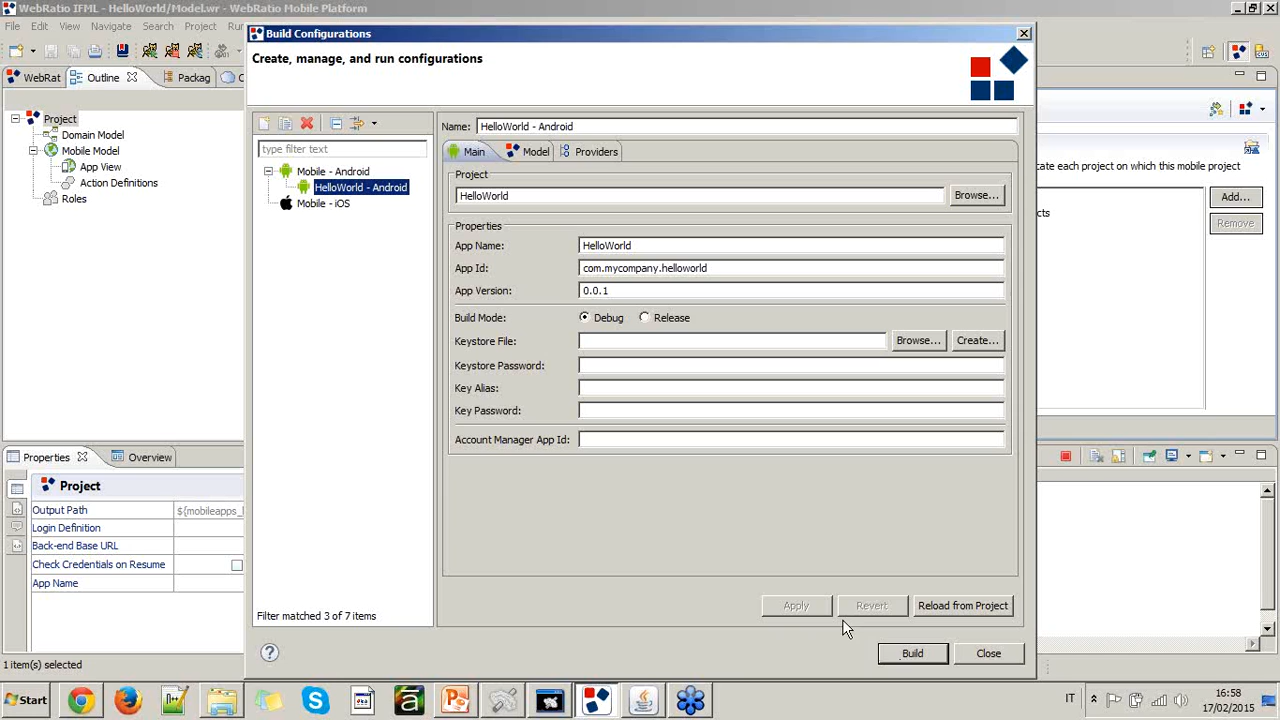 WebRatio IFML - HelloWorld/Model.wr - WebRatio Mobile Platform
File Edit View Navigate Search Project
Build Configurations
Create, manage, and run configurations
WebRat Outline Packag
Project
Domain Model
Mobile Model
App View
Action Definitions
Roles
type filter text
Mobile - Android
HelloWorld - Android
Mobile - iOS
Filter matched 3 of 7 items
Name: HelloWorld - Android
Main Model Providers
Project
HelloWorld Browse...
Properties
App Name: HelloWorld
App Id: com.mycompany.helloworld
App Version: 0.0.1
Build Mode: Debug Release
Keystore File: Browse... Create...
Keystore Password:
Key Alias:
Key Password:
Account Manager App Id:
Apply Revert Reload from Project
Build Close
cate each project on which this mobile project
cts
Add...
Remove
Properties Overview
Project
Output Path ${mobileapps_
Login Definition
Back-end Base URL
Check Credentials on Resume
App Name
1 item(s) selected
Start
IT 16:58
17/02/2015